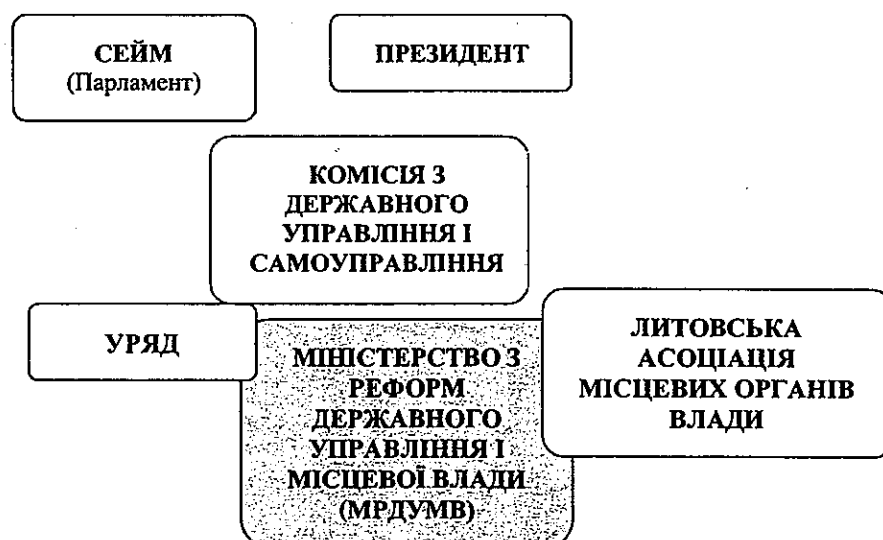 СЕЙМ
(Парламент)
ПРЕЗИДЕНТ
КОМІСІЯ З
ДЕРЖАВНОГО
УПРАВЛІННЯ І
САМОУПРАВЛІННЯ
УРЯД
МІНІСТЕРСТВО З
РЕФОРМ
ДЕРЖАВНОГО
УПРАВЛІННЯ І
МІСЦЕВОЇ ВЛАДИ
(МРДУМВ)
ЛИТОВСЬКА
АСОЦІАЦІЯ
МІСЦЕВИХ ОРГАНІВ
ВЛАДИ